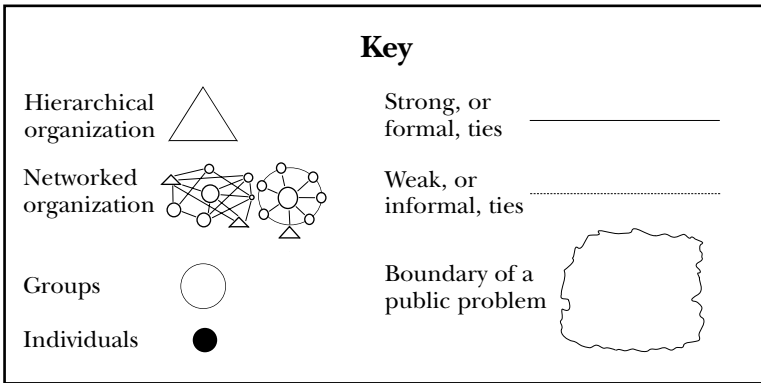 Key
Hierarchical
organization
Networked
organization
Groups
Individuals
Strong, or
formal, ties
Weak, or
informal, ties
Boundary of a
public problem